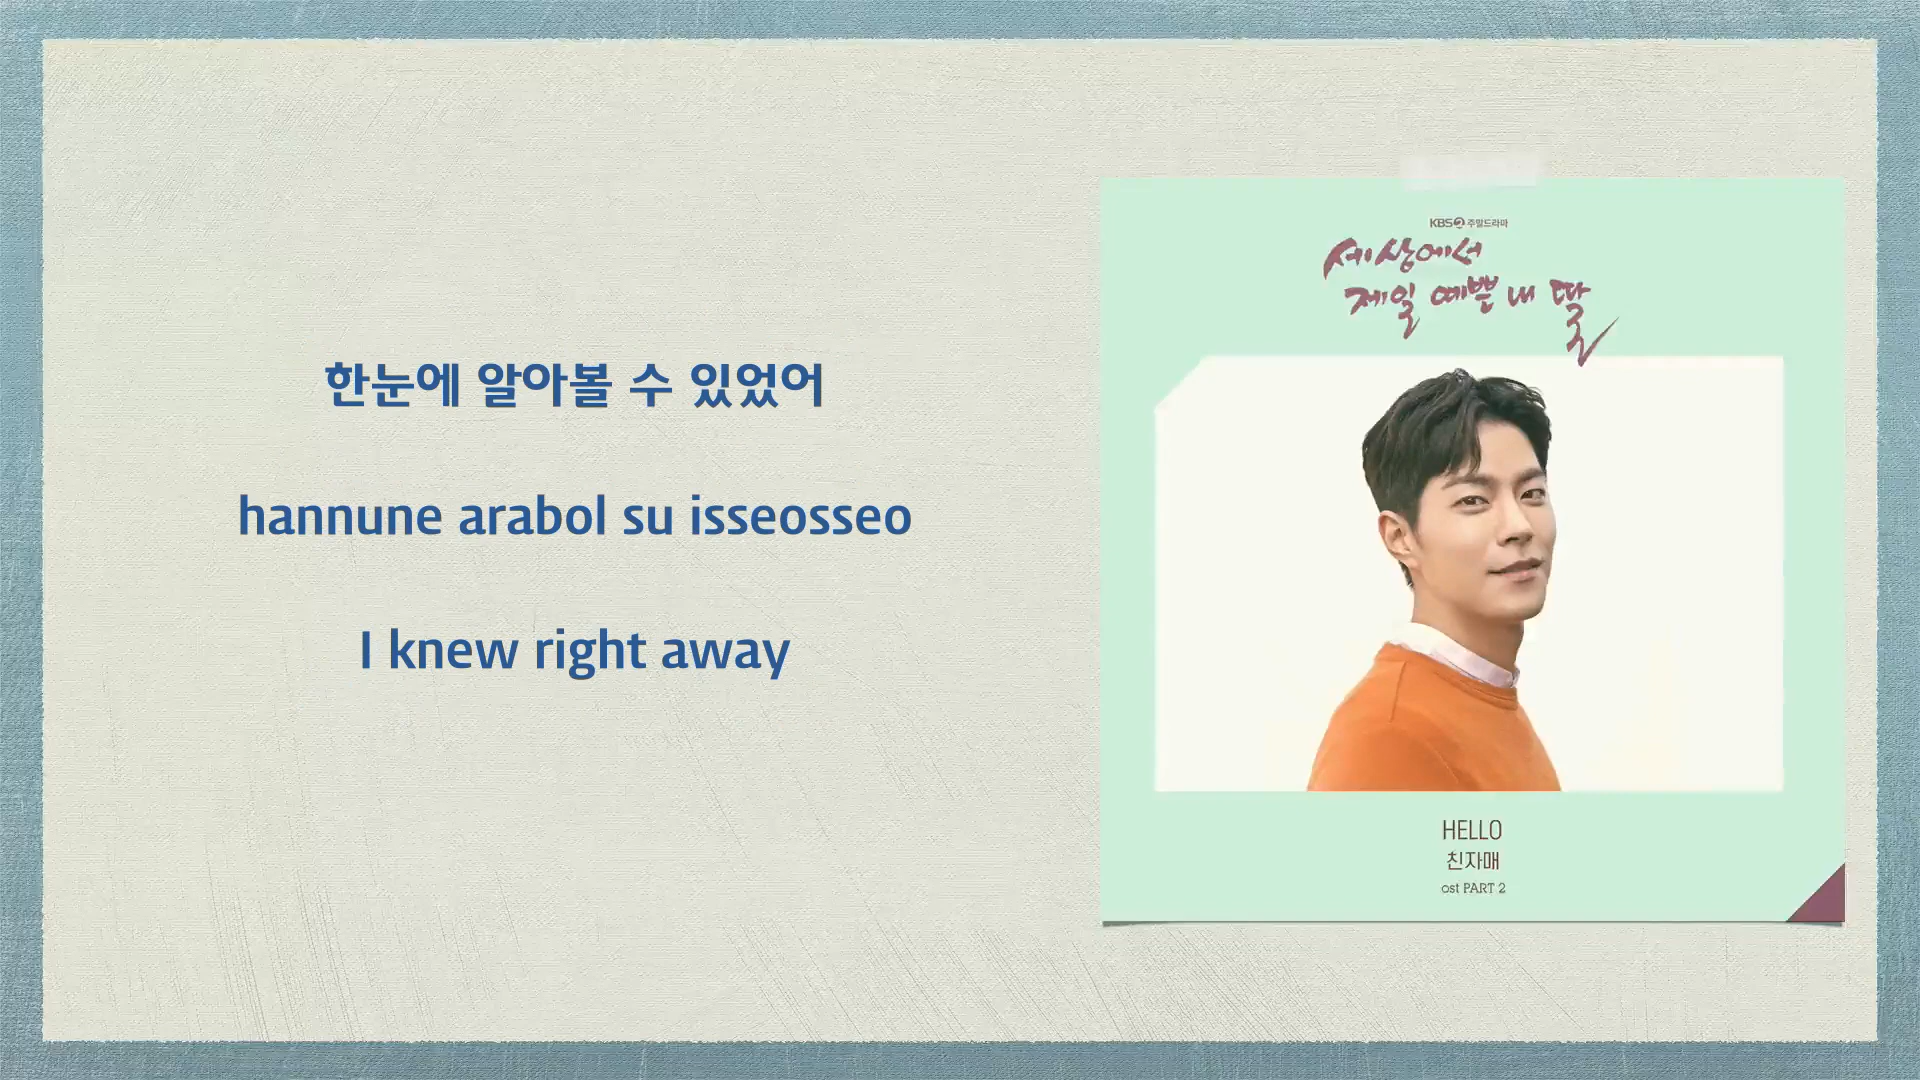 한눈에 알아볼 수 있었어
hannune arabol su isseosseo
I knew right away
KBS2 주말드라마
세상에서
제일 예쁜 내 딸
HELLO
친자매
ost PART 2